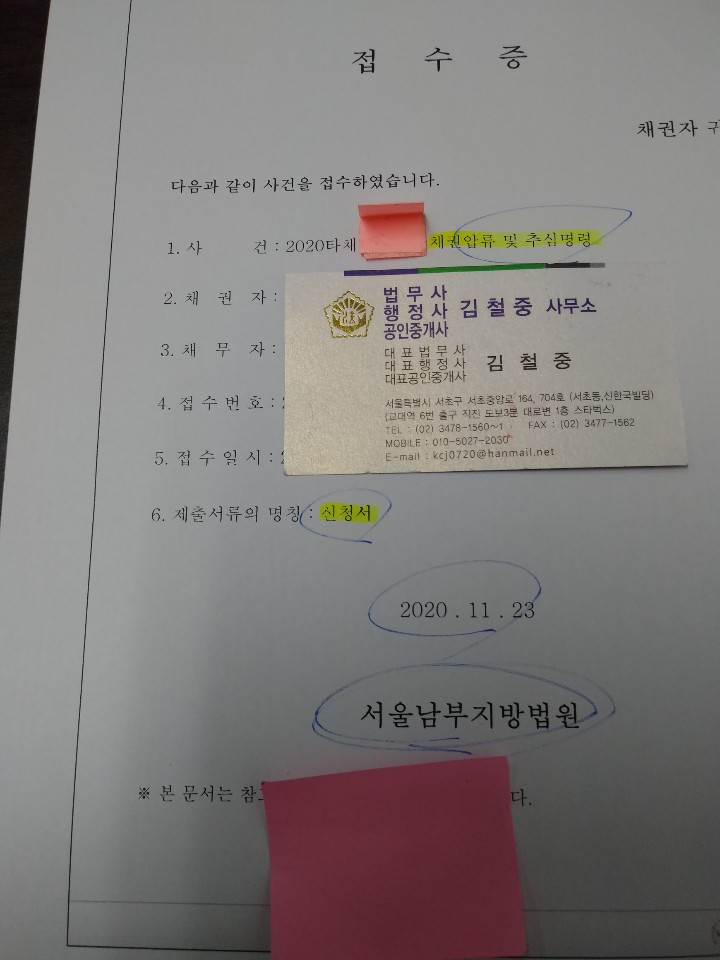 접 수 증
채권자 귀
다음과 같이 사건을 접수하였습니다.
1. 사 건 : 2020타채 채권압류 및 추심명령
2. 채 권 자 :
3. 채 무 자 :
4. 접 수 번 호 :
5. 접 수 일 시 :
6. 제출서류의 명칭 : 신청서
법 무 사
행 정 사 김 철 중 사무소
공인중개사
대 표 법 무 사
대 표 행 정 사 김 철 중
대표공인중개사
서울특별시 서초구 서초중앙로 164, 704호 (서초동,신한국빌딩)
(교대역 6번 출구 직진 도보3분 대로변 1층 스타벅스)
TEL : (02) 3478-1560~1 FAX : (02) 3477-1562
MOBILE : 010-5027-2030
E-mail : kcj0720@hanmail.net
2020 . 11 . 23
서울남부지방법원
※ 본 문서는 참 다.